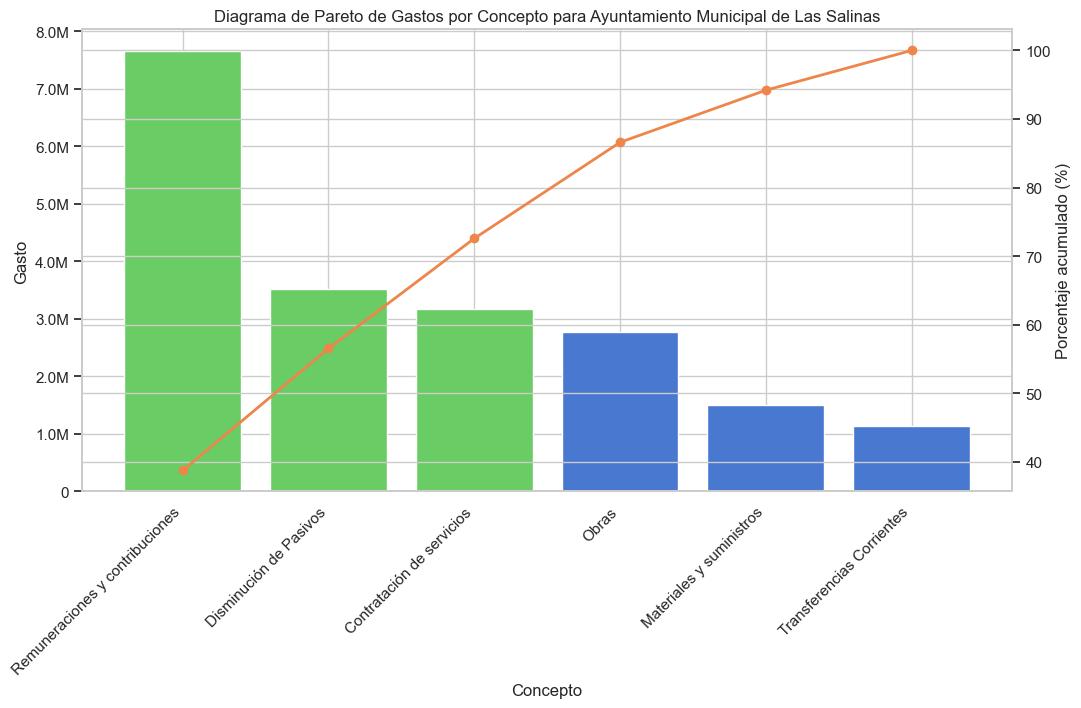 Diagrama de Pareto de Gastos por Concepto para Ayuntamiento Municipal de Las Salinas
8.0M
7.0M
6.0M
5.0M
4.0M
3.0M
2.0M
1.0M
0
Gasto
100
90
80
70
60
50
40
Porcentaje acumulado (%)
Remuneraciones y contribuciones
Disminución de Pasivos
Contratación de servicios
Obras
Materiales y suministros
Transferencias Corrientes
Concepto